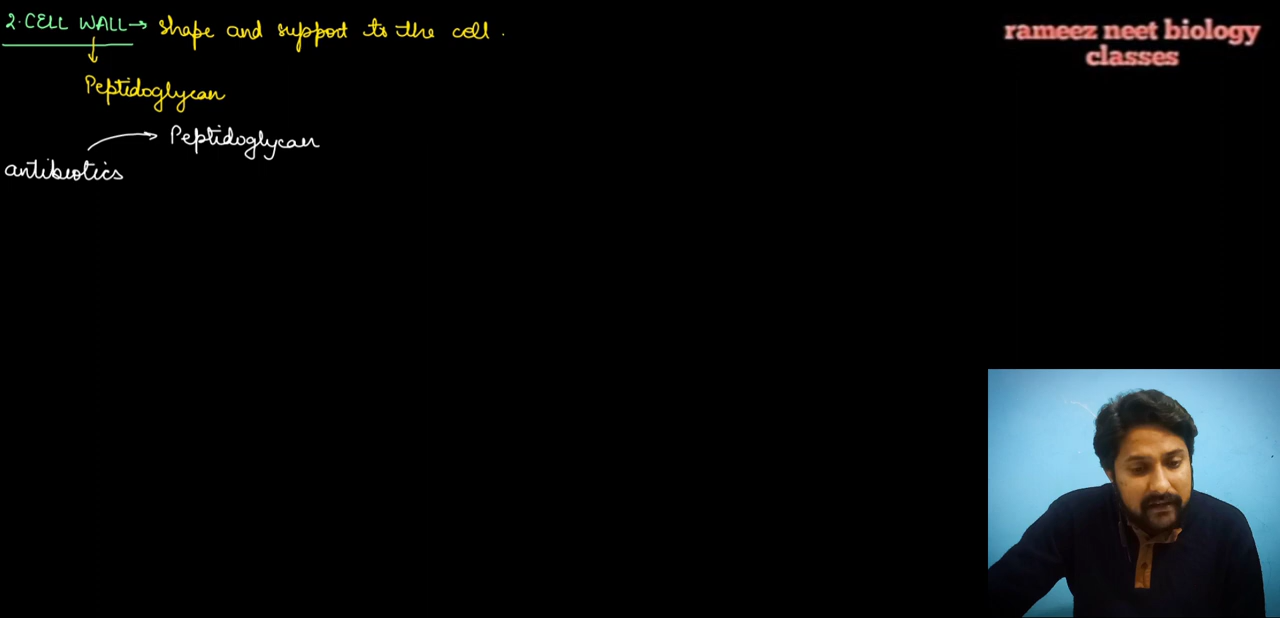 2. CELL WALL → shape and support to the cell.
Peptidoglycan
Peptidoglycan
antibiotics
rameez neet biology
classes